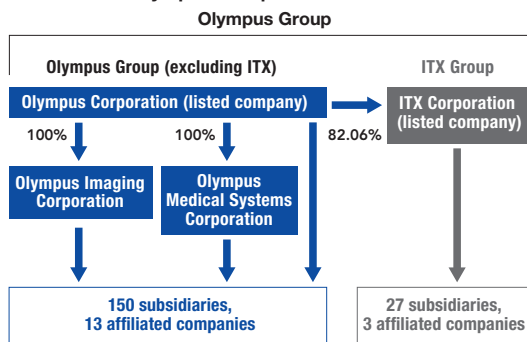 Olympus Group
Olympus Group (excluding ITX)
ITX Group
Olympus Corporation (listed company)
ITX Corporation
(listed company)
100%
100%
82.06%
Olympus Imaging
Corporation
Olympus
Medical Systems
Corporation
150 subsidiaries,
13 affiliated companies
27 subsidiaries,
3 affiliated companies